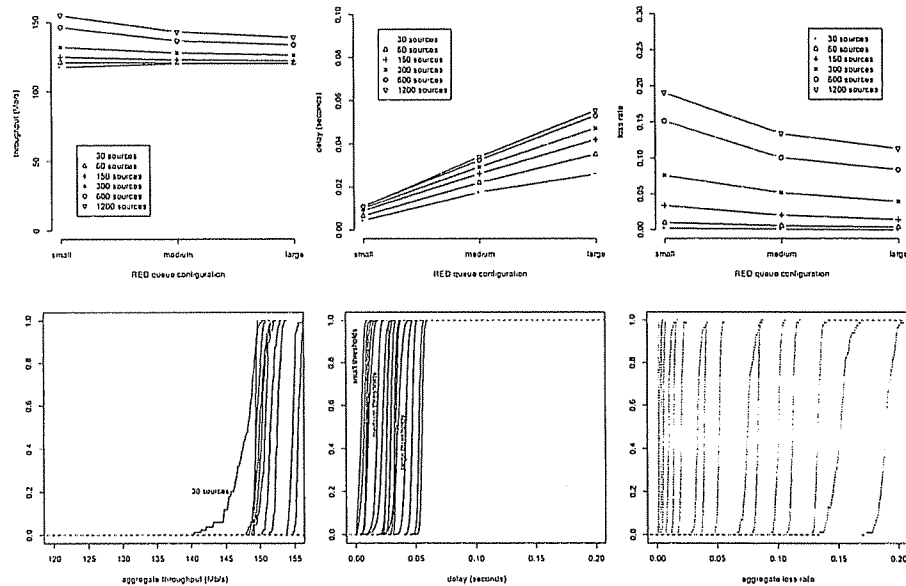 throughput (Mb/s)
150
100
50
0
30 sources
60 sources
150 sources
300 sources
600 sources
1200 sources
small
medium
large
RED queue configuration
delay (seconds)
0.10
0.08
0.06
0.04
0.02
0.00
30 sources
60 sources
150 sources
300 sources
600 sources
1200 sources
small
medium
large
RED queue configuration
loss rate
0.30
0.25
0.20
0.15
0.10
0.05
0.00
30 sources
60 sources
150 sources
300 sources
600 sources
1200 sources
small
medium
large
RED queue configuration
1.0
0.8
0.6
0.4
0.2
0.0
30 sources
120 125 130 135 140 145 150 155
aggregate throughput (Mb/s)
1.0
0.8
0.6
0.4
0.2
0.0
small thresholds
0.00 0.05 0.10 0.15 0.20
delay (seconds)
1.0
0.8
0.6
0.4
0.2
0.0
0.00 0.05 0.10 0.15 0.20
aggregate loss rate